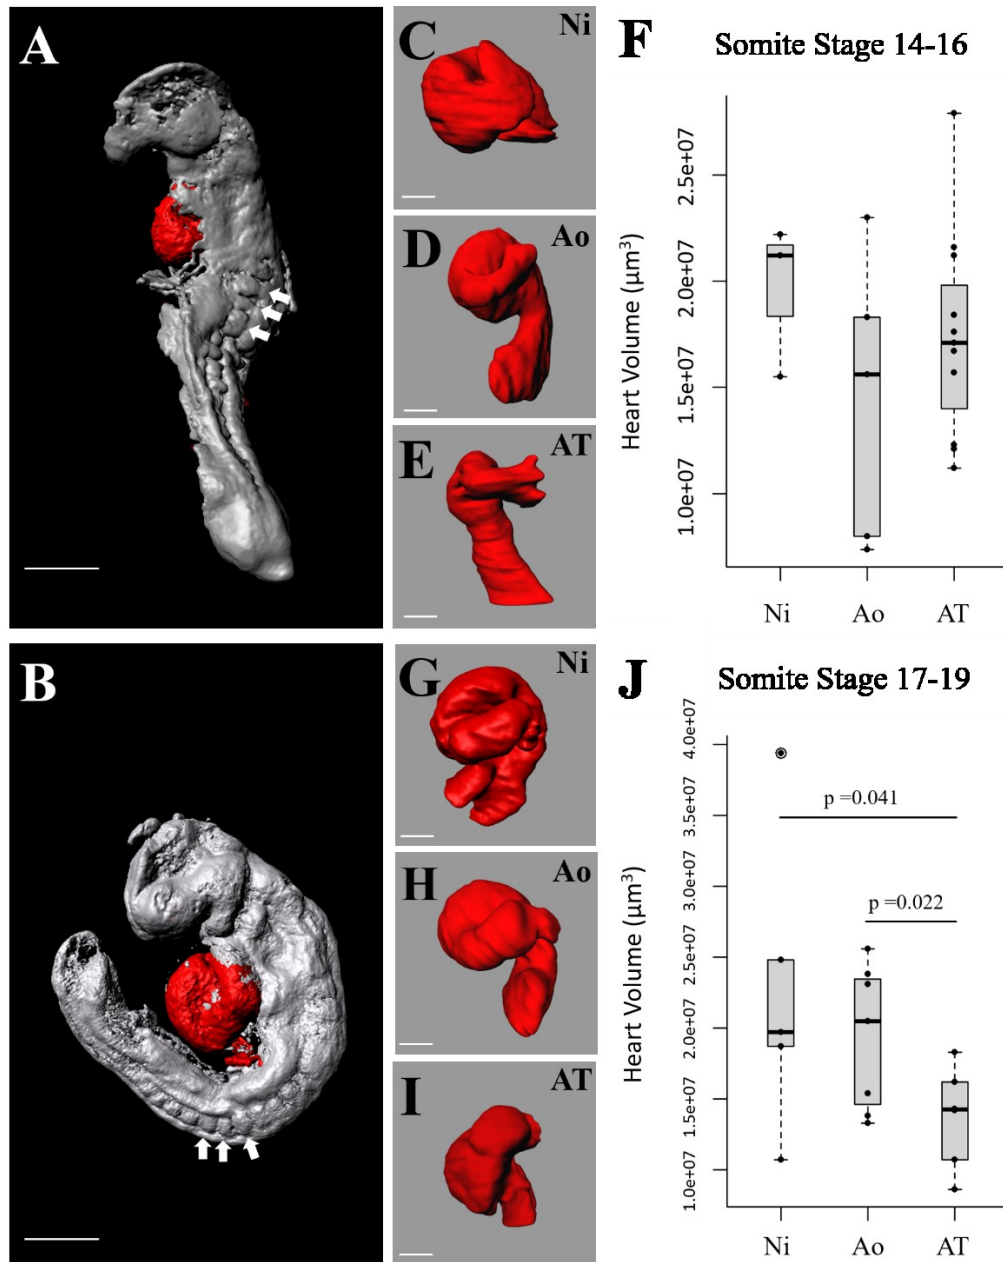 A
B
C
Ni
D
Ao
E
AT
G
Ni
H
Ao
I
AT
F
Somite Stage 14-16
Heart Volume (μm³)
2.5e+07
2.0e+07
1.5e+07
1.0e+07
Ni Ao AT
J
Somite Stage 17-19
Heart Volume (μm³)
4.0e+07
3.5e+07
3.0e+07
2.5e+07
2.0e+07
1.5e+07
1.0e+07
p =0.041
p =0.022
Ni Ao AT